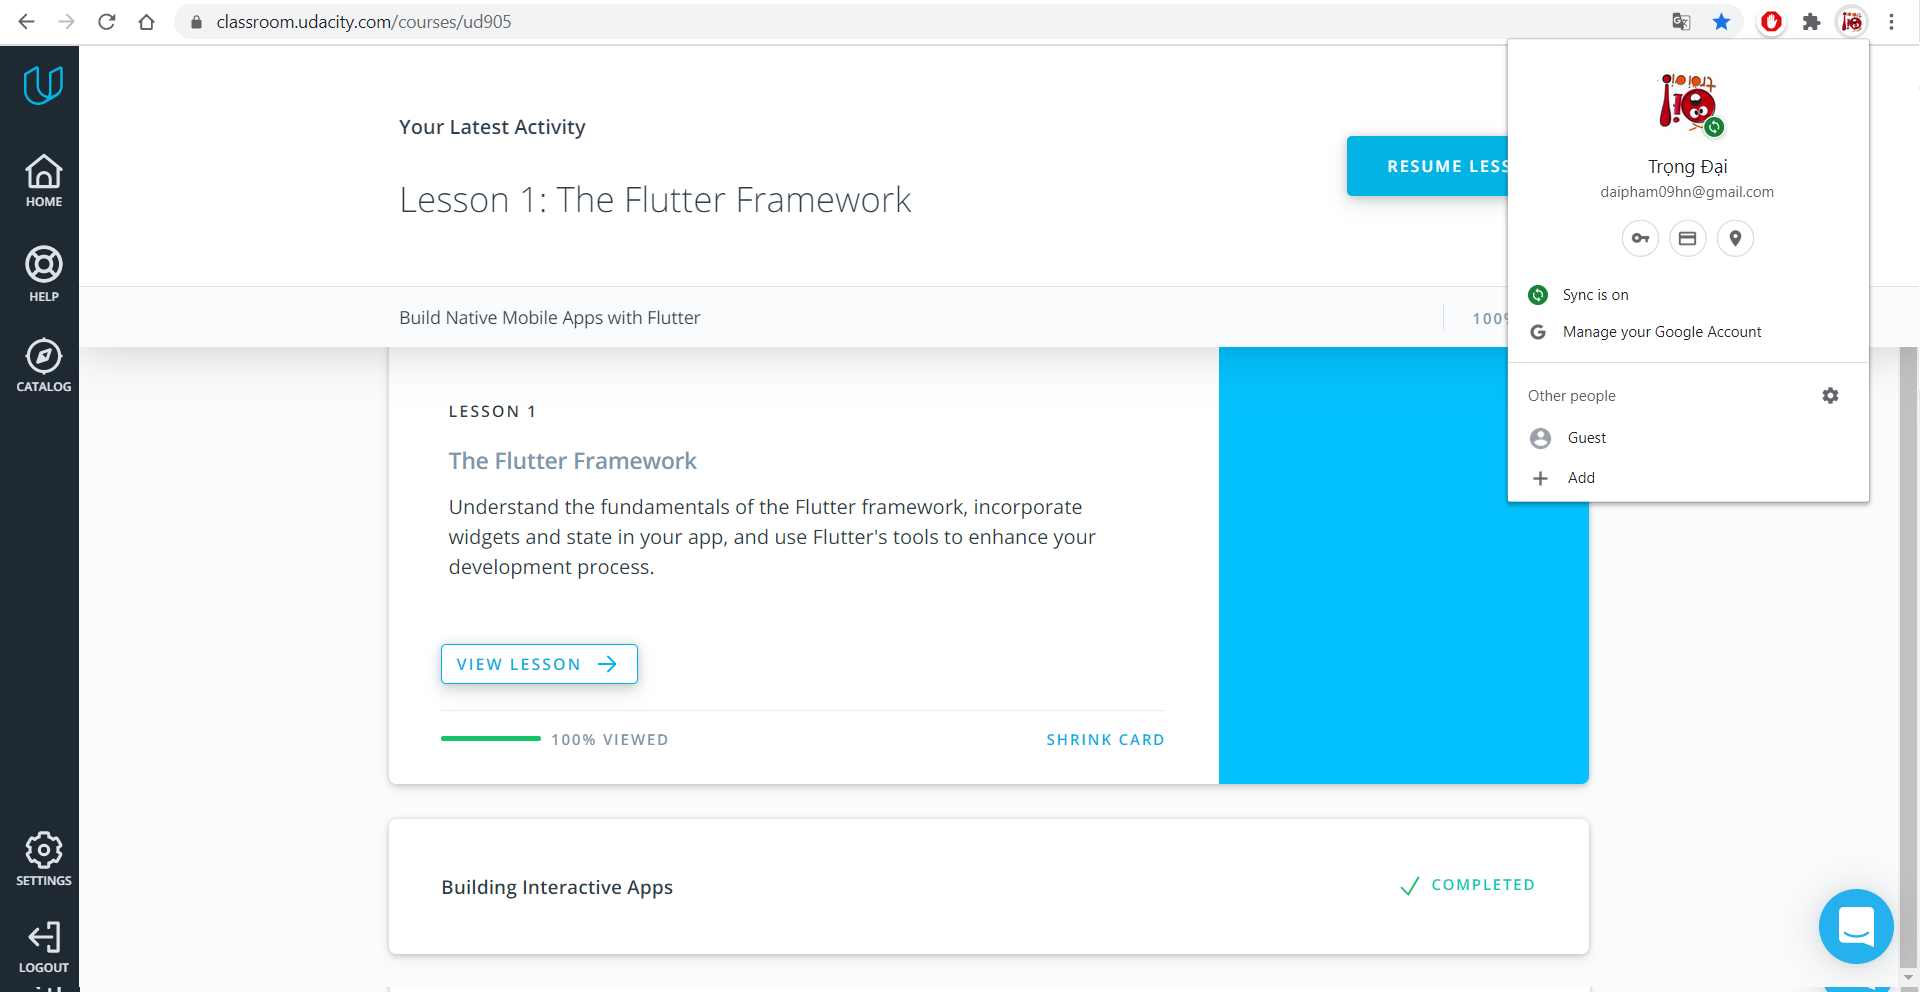 classroom.udacity.com/courses/ud905
HOME
HELP
CATALOG
SETTINGS
LOGOUT
Your Latest Activity
Lesson 1: The Flutter Framework
RESUME LESS
Build Native Mobile Apps with Flutter
100%
LESSON 1
The Flutter Framework
Understand the fundamentals of the Flutter framework, incorporate
widgets and state in your app, and use Flutter's tools to enhance your
development process.
VIEW LESSON
100% VIEWED
SHRINK CARD
Building Interactive Apps
COMPLETED
Trọng Đại
daipham09hn@gmail.com
Sync is on
Manage your Google Account
Other people
Guest
Add